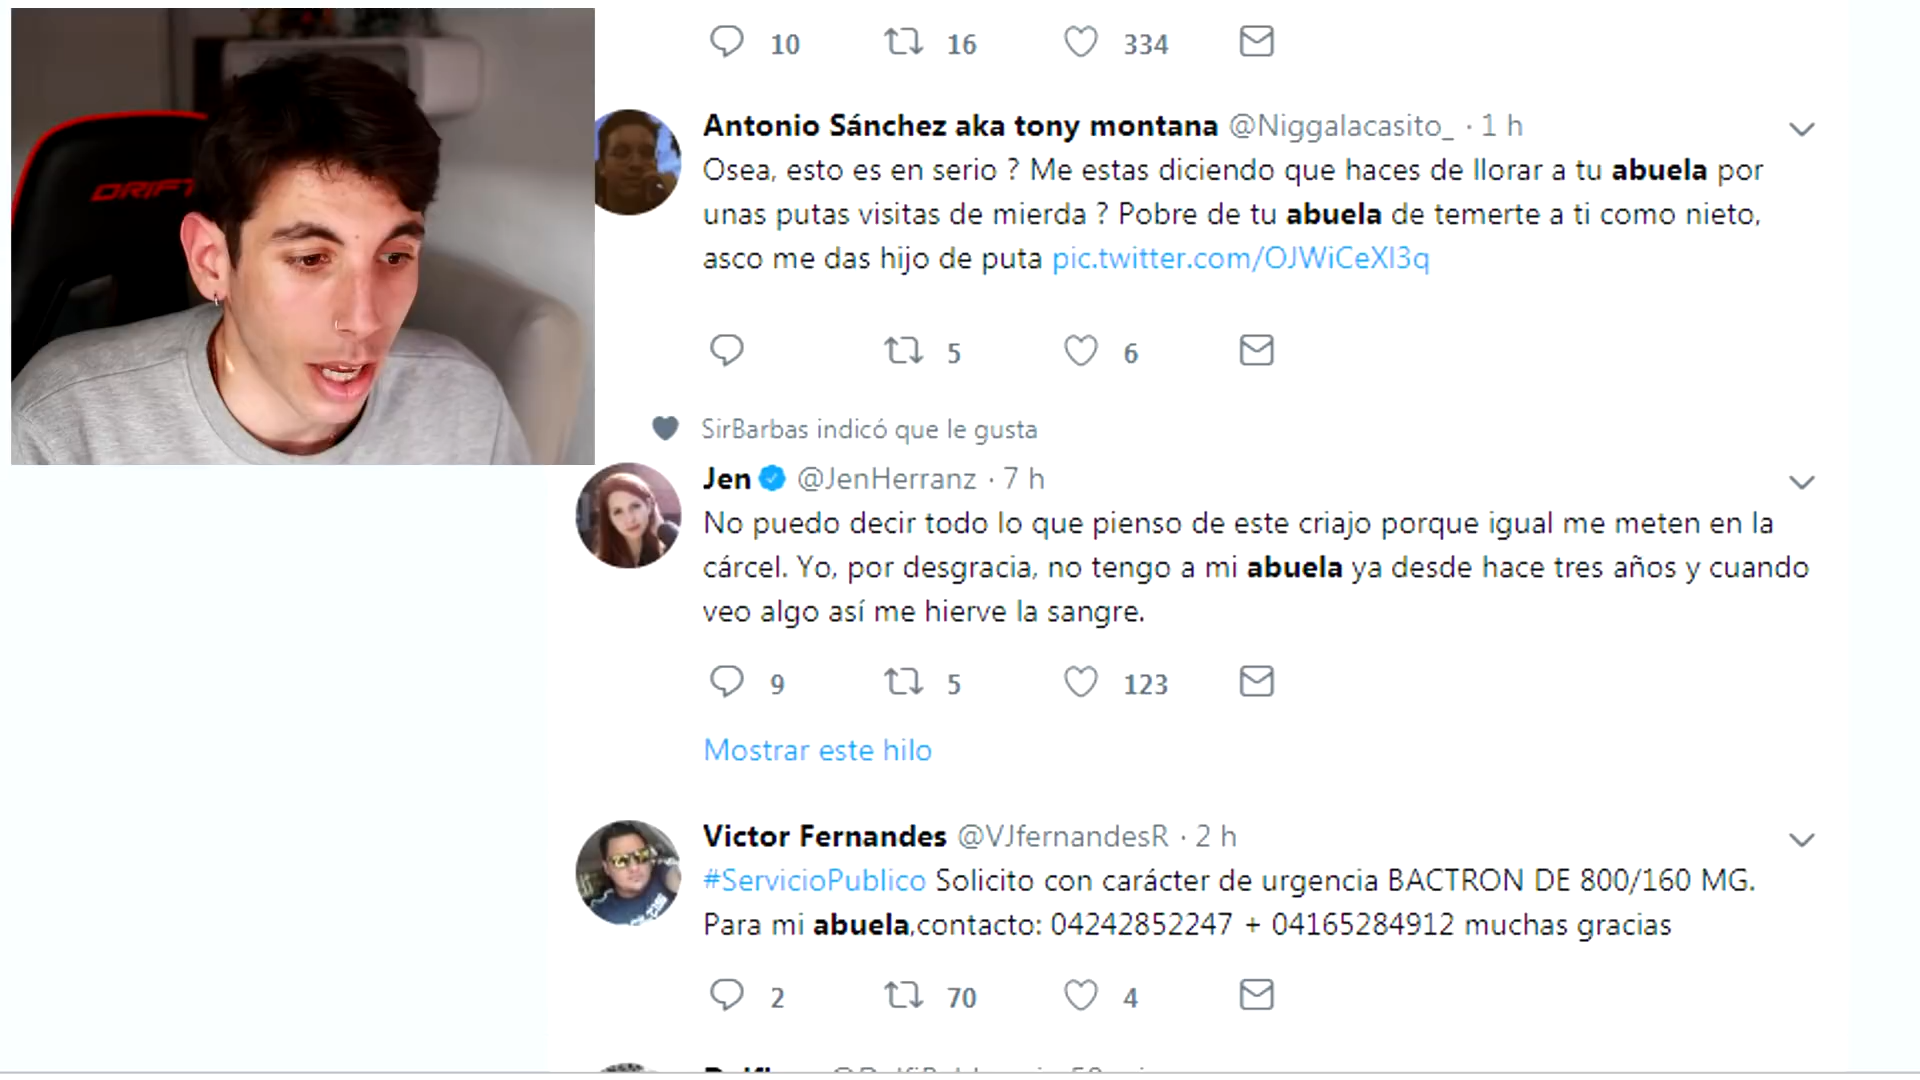 10 16 334
DRIFT
Antonio Sánchez aka tony montana @Niggalacasito_ · 1 h
Osea, esto es en serio ? Me estas diciendo que haces de llorar a tu abuela por
unas putas visitas de mierda ? Pobre de tu abuela de temerte a ti como nieto,
asco me das hijo de puta pic.twitter.com/OJWiCeXl3q
5 6
SirBarbas indicó que le gusta
Jen @JenHerranz · 7 h
No puedo decir todo lo que pienso de este criajo porque igual me meten en la
cárcel. Yo, por desgracia, no tengo a mi abuela ya desde hace tres años y cuando
veo algo así me hierve la sangre.
9 5 123
Mostrar este hilo
Victor Fernandes @VJfernandesR · 2 h
#ServicioPublico Solicito con carácter de urgencia BACTRON DE 800/160 MG.
Para mi abuela,contacto: 04242852247 + 04165284912 muchas gracias
2 70 4